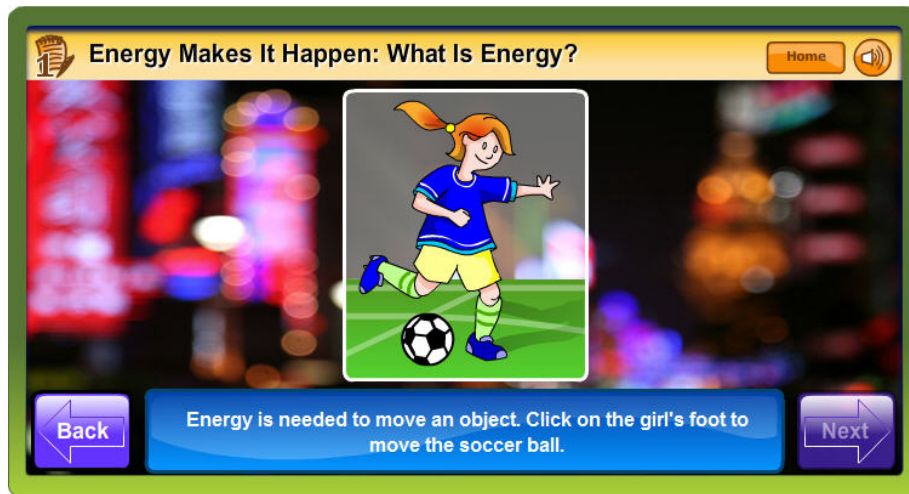 1
Energy Makes It Happen: What Is Energy?
Home
Back
Energy is needed to move an object. Click on the girl's foot to
move the soccer ball.
Next